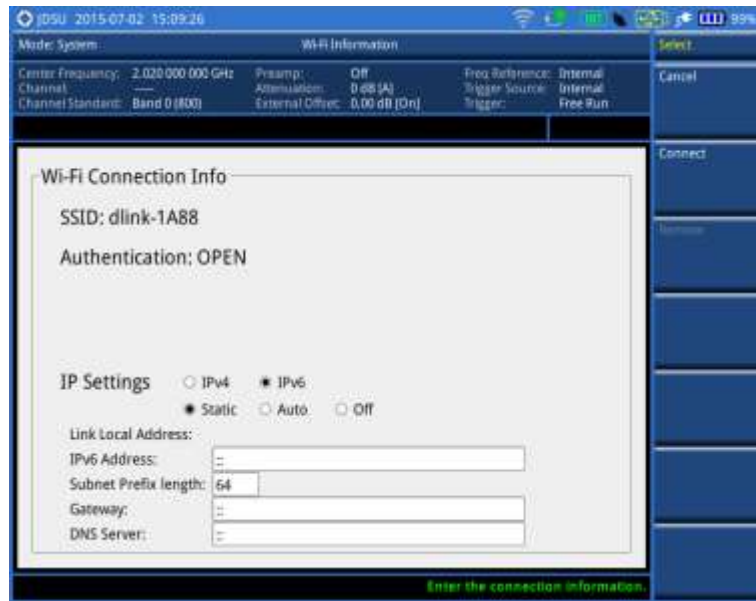 JDSU 2015-07-02 15:09:26
99%
Mode: System
Wi-Fi Information
Select
Center Frequency: 2.020 000 000 GHz
Preamp: Off
Freq Reference: Internal
Channel: ----
Attenuation: 0 dB [A]
Trigger Source: Internal
Channel Standard: Band 0 (800)
External Offset: 0.00 dB [On]
Trigger: Free Run
Cancel
Connect
Remove
Wi-Fi Connection Info
SSID: dlink-1A88
Authentication: OPEN
IP Settings IPv4 IPv6
Static Auto Off
Link Local Address:
IPv6 Address: ::
Subnet Prefix length: 64
Gateway: ::
DNS Server: ::
Enter the connection information.